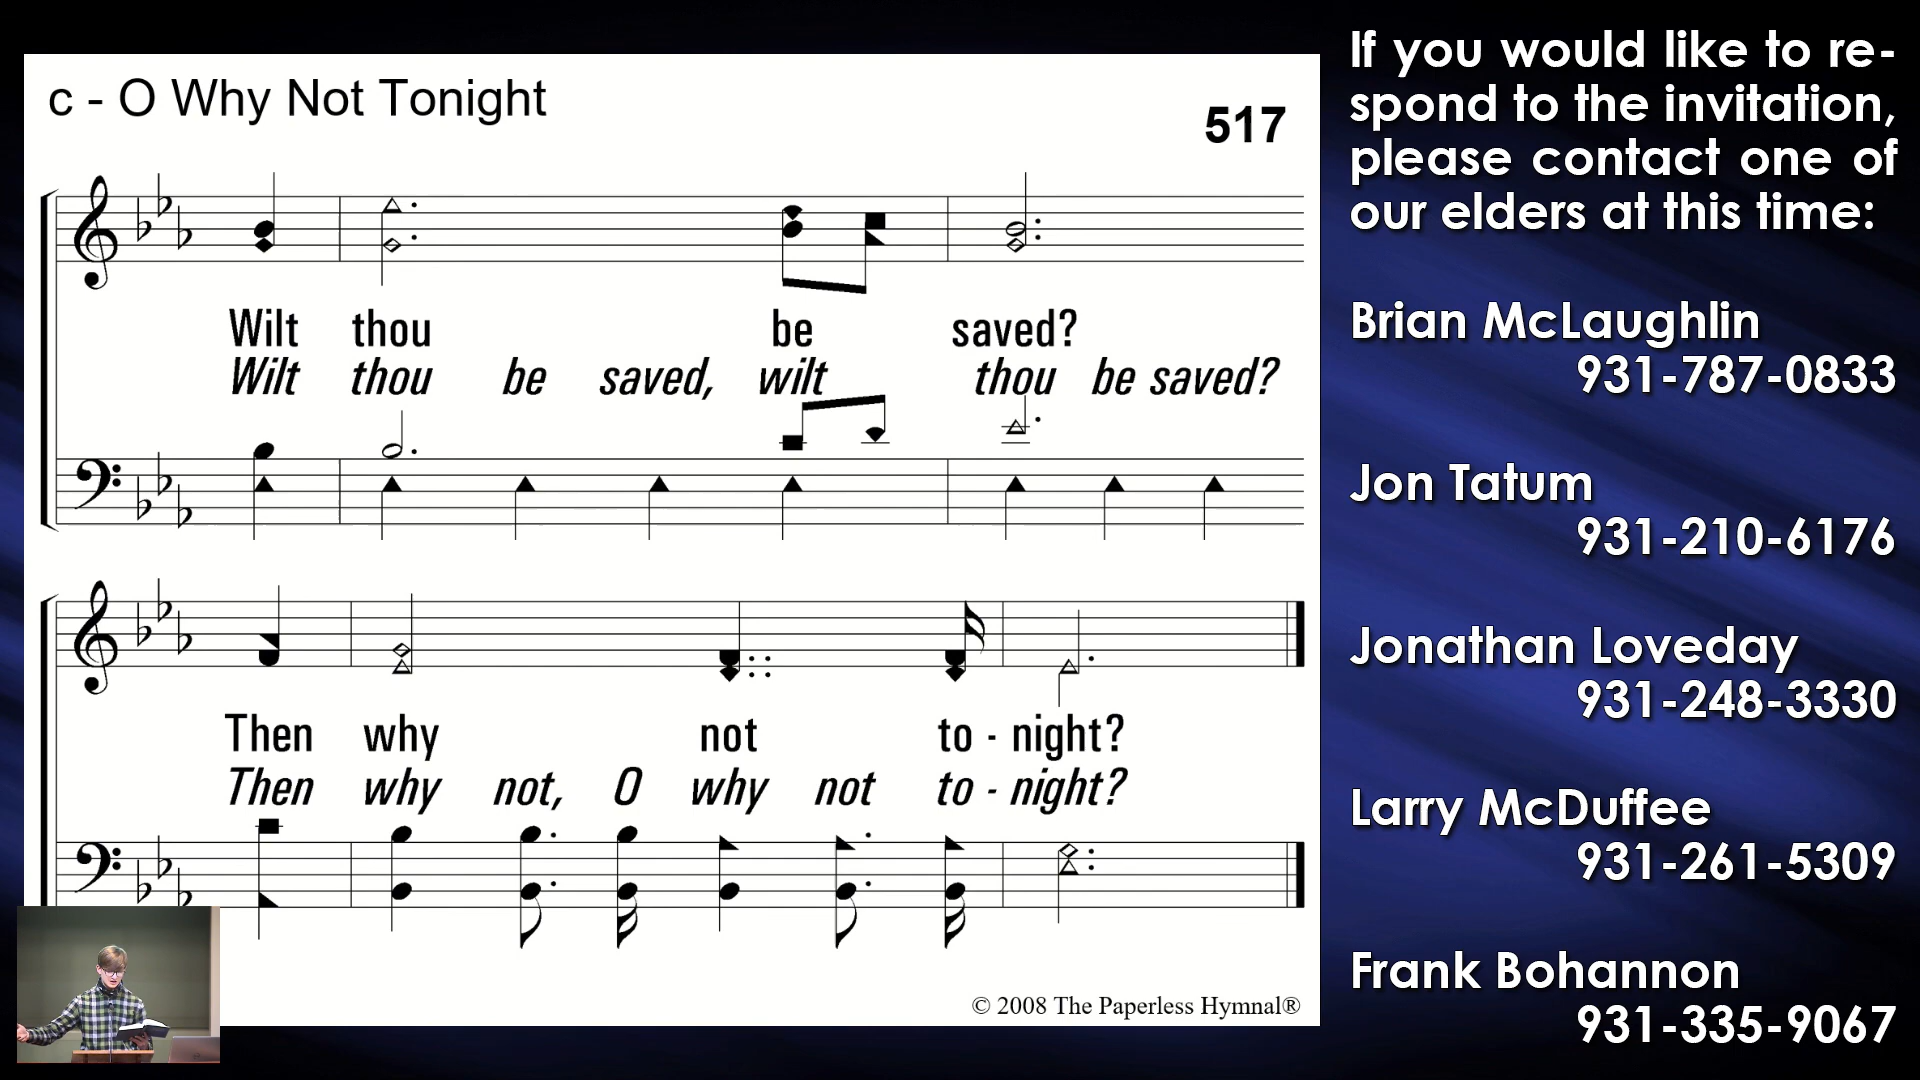 c - O Why Not Tonight
517
Wilt thou be saved?
Wilt thou be saved, wilt thou be saved?
Then why not to - night?
Then why not, O why not to - night?
© 2008 The Paperless Hymnal®
If you would like to re-
spond to the invitation,
please contact one of
our elders at this time:
Brian McLaughlin
931-787-0833
Jon Tatum
931-210-6176
Jonathan Loveday
931-248-3330
Larry McDuffee
931-261-5309
Frank Bohannon
931-335-9067